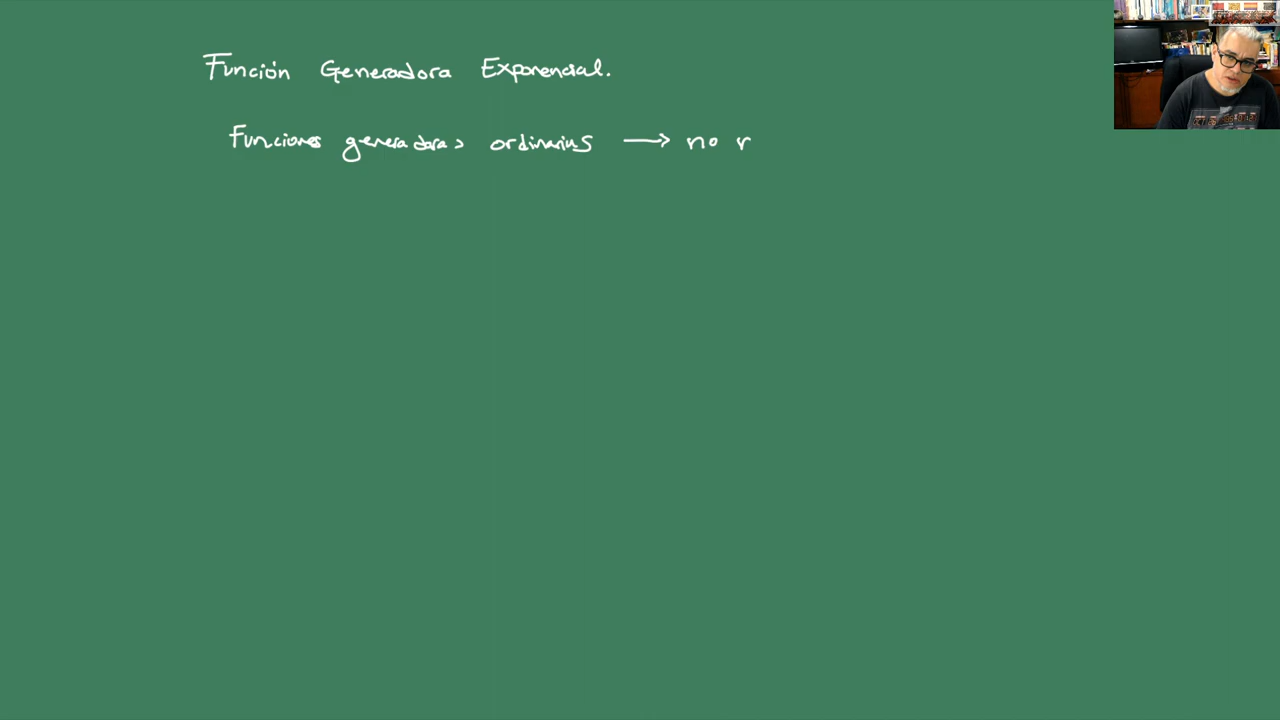 Función Generadora Exponencial.
Funciones generadoras ordinarias → no r